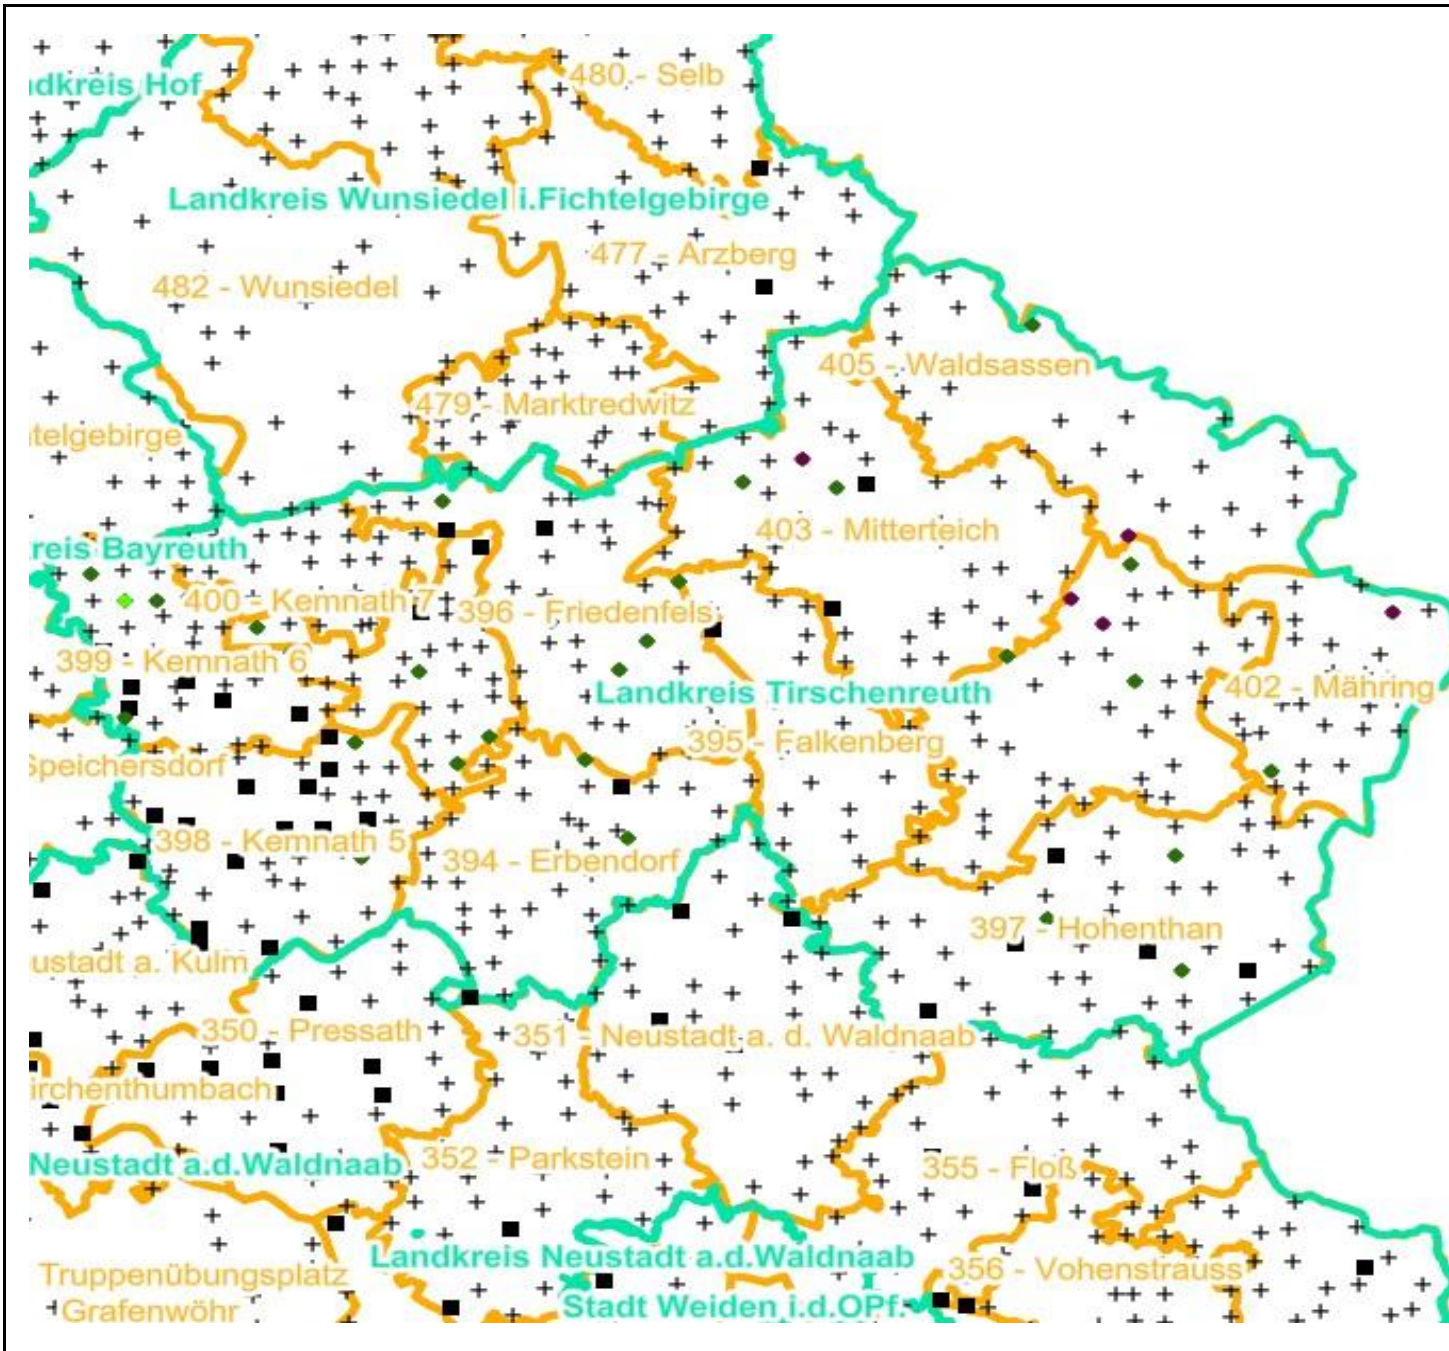 480 - Selb
ndkreis Hof
Landkreis Wunsiedel i.Fichtelgebirge
477 - Arzberg
482 - Wunsiedel
405 - Waldsassen
479 - Marktredwitz
htelgebirge
403 - Mitterteich
reis Bayreuth
400 - Kemnath 7
396 - Friedenfels
399 - Kemnath 6
402 - Mähring
Landkreis Tirschenreuth
395 - Falkenberg
Speichersdorf
398 - Kemnath 5
394 - Erbendorf
397 - Hohenthan
ustadt a. Kulm
350 - Pressath
351 - Neustadt a. d. Waldnaab
irchenthumbach
Neustadt a.d.Waldnaab
352 - Parkstein
355 - Floß
Landkreis Neustadt a.d.Waldnaab
356 - Vohenstrauss
Truppenübungsplatz
Grafenwöhr
Stadt Weiden i.d.OPf.